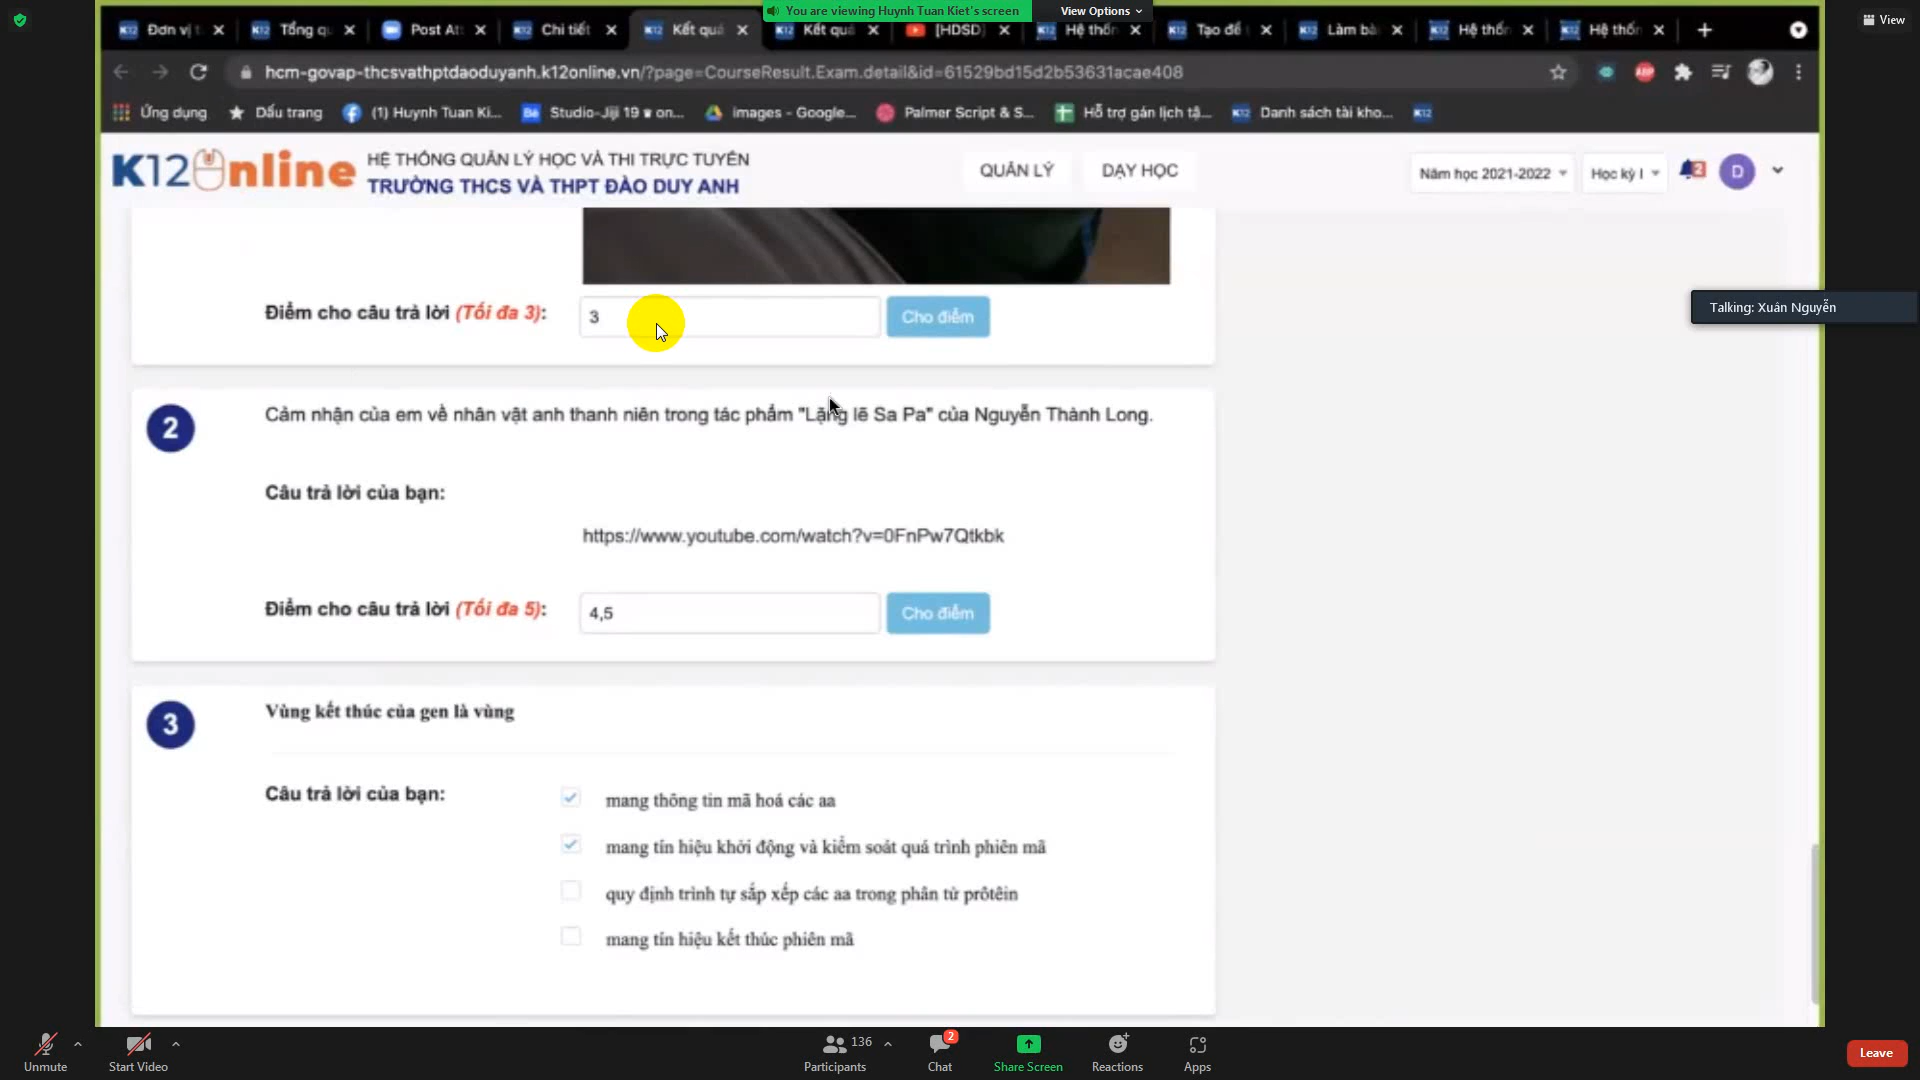 You are viewing Huynh Tuan Kiet's screen
View Options
View
Đơn vị t
Tổng q
Post At
Chi tiết
Kết quả
Kết quả
[HDSD]
Hệ thốn
Tạo đề
Làm bà
Hệ thốn
Hệ thốn
hcm-govap-thcsvathptdaoduyanh.k12online.vn/?page=CourseResult.Exam.detail&id=61529bd15d2b53631acae408
Ứng dụng
Dấu trang
(1) Huynh Tuan Ki...
Studio-Jiji 19 ♛ on...
images - Google...
Palmer Script & S...
Hỗ trợ gán lịch tậ...
Danh sách tài kho...
K12Online
HỆ THỐNG QUẢN LÝ HỌC VÀ THI TRỰC TUYẾN
TRƯỜNG THCS VÀ THPT ĐÀO DUY ANH
QUẢN LÝ
DẠY HỌC
Năm học 2021-2022
Học kỳ I
2
D
Điểm cho câu trả lời (Tối đa 3):
3
Cho điểm
Talking: Xuân Nguyễn
2
Cảm nhận của em về nhân vật anh thanh niên trong tác phẩm "Lặng lẽ Sa Pa" của Nguyễn Thành Long.
Câu trả lời của bạn:
https://www.youtube.com/watch?v=0FnPw7Qtkbk
Điểm cho câu trả lời (Tối đa 5):
4,5
Cho điểm
3
Vùng kết thúc của gen là vùng
Câu trả lời của bạn:
mang thông tin mã hoá các aa
mang tín hiệu khởi động và kiểm soát quá trình phiên mã
quy định trình tự sắp xếp các aa trong phân tử prôtêin
mang tín hiệu kết thúc phiên mã
Unmute
Start Video
136
Participants
2
Chat
Share Screen
Reactions
Apps
Leave